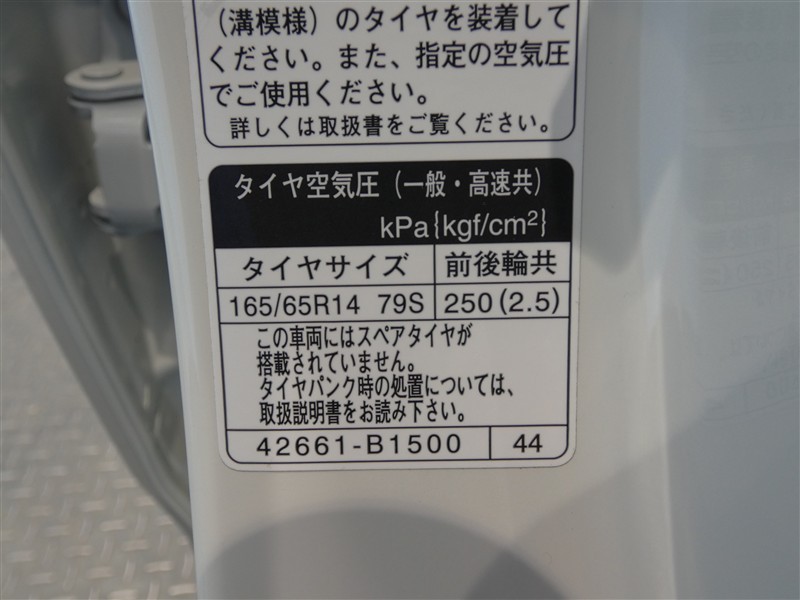 (溝模様)のタイヤを装着して
ください。また、指定の空気圧
でご使用ください。
詳しくは取扱書をご覧ください。
タイヤ空気圧(一般・高速共)
kPa{kgf/cm²}
タイヤサイズ 前後輪共
165/65R14 79S 250(2.5)
この車両にはスペアタイヤが
搭載されていません。
タイヤパンク時の処置については、
取扱説明書をお読み下さい。
42661-B1500 44